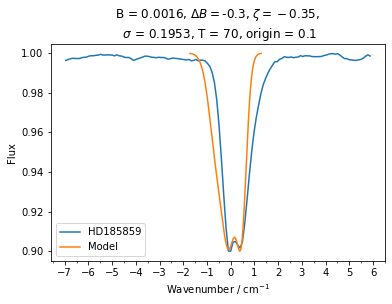 B = 0.0016, ΔB = -0.3, ζ = −0.35,
σ = 0.1953, T = 70, origin = 0.1
Flux
1.00
0.98
0.96
0.94
0.92
0.90
HD185859
Model
−7 −6 −5 −4 −3 −2 −1 0 1 2 3 4 5 6
Wavenumber / cm⁻¹